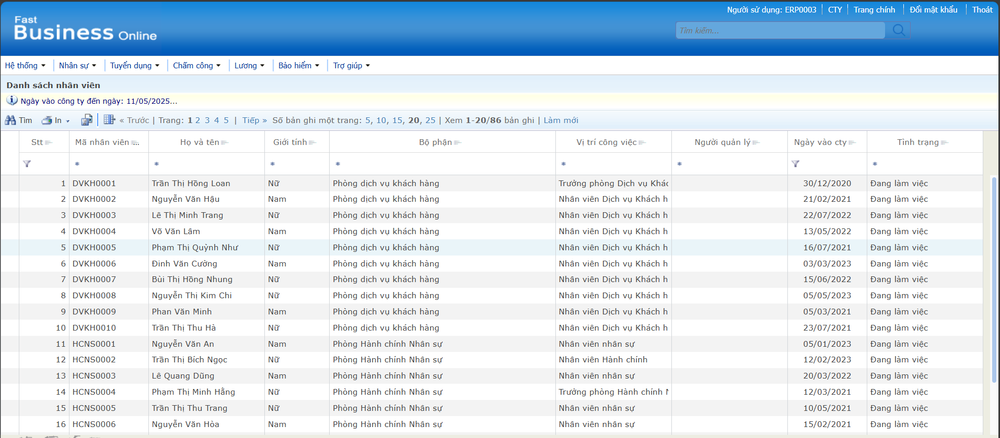 Người sử dụng: ERP0003 CTY Trang chính Đổi mật khẩu Thoát
Fast
Business Online
Tìm kiếm...
Hệ thống Nhân sự Tuyển dụng Chấm công Lương Bảo hiểm Trợ giúp
Danh sách nhân viên
Ngày vào công ty đến ngày: 11/05/2025...
Tìm In « Trước | Trang: 1 2 3 4 5 | Tiếp » Số bản ghi một trang: 5, 10, 15, 20, 25 | Xem 1-20/86 bản ghi | Làm mới
Stt Mã nhân viên ... Họ và tên Giới tính Bộ phận Vị trí công việc Người quản lý Ngày vào cty Tình trạng
* * * * * * *
1 DVKH0001 Trần Thị Hồng Loan Nữ Phòng dịch vụ khách hàng Trưởng phòng Dịch vụ Khác 30/12/2020 Đang làm việc
2 DVKH0002 Nguyễn Văn Hậu Nam Phòng dịch vụ khách hàng Nhân viên Dịch vụ Khách h 21/02/2021 Đang làm việc
3 DVKH0003 Lê Thị Minh Trang Nữ Phòng dịch vụ khách hàng Nhân viên Dịch vụ Khách h 22/07/2022 Đang làm việc
4 DVKH0004 Võ Văn Lâm Nam Phòng dịch vụ khách hàng Nhân viên Dịch vụ Khách h 13/05/2022 Đang làm việc
5 DVKH0005 Phạm Thị Quỳnh Như Nữ Phòng dịch vụ khách hàng Nhân viên Dịch vụ Khách h 16/07/2021 Đang làm việc
6 DVKH0006 Đinh Văn Cường Nam Phòng dịch vụ khách hàng Nhân viên Dịch vụ Khách h 03/03/2023 Đang làm việc
7 DVKH0007 Bùi Thị Hồng Nhung Nữ Phòng dịch vụ khách hàng Nhân viên Dịch vụ Khách h 15/06/2022 Đang làm việc
8 DVKH0008 Nguyễn Thị Kim Chi Nữ Phòng dịch vụ khách hàng Nhân viên Dịch vụ Khách h 05/05/2023 Đang làm việc
9 DVKH0009 Phan Văn Minh Nam Phòng dịch vụ khách hàng Nhân viên Dịch vụ Khách h 05/03/2021 Đang làm việc
10 DVKH0010 Trần Thị Thu Hà Nữ Phòng dịch vụ khách hàng Nhân viên Dịch vụ Khách h 23/07/2021 Đang làm việc
11 HCNS0001 Nguyễn Văn An Nam Phòng Hành chính Nhân sự Nhân viên nhân sự 05/01/2023 Đang làm việc
12 HCNS0002 Trần Thị Bích Ngọc Nữ Phòng Hành chính Nhân sự Nhân viên Hành chính 12/02/2023 Đang làm việc
13 HCNS0003 Lê Quang Dũng Nam Phòng Hành chính Nhân sự Nhân viên nhân sự 20/03/2022 Đang làm việc
14 HCNS0004 Phạm Thị Minh Hằng Nữ Phòng Hành chính Nhân sự Trưởng phòng Hành chính N 12/03/2021 Đang làm việc
15 HCNS0005 Trần Thị Thu Trang Nữ Phòng Hành chính Nhân sự Nhân viên nhân sự 10/05/2021 Đang làm việc
16 HCNS0006 Nguyễn Văn Hòa Nam Phòng Hành chính Nhân sự Nhân viên nhân sự 15/02/2021 Đang làm việc